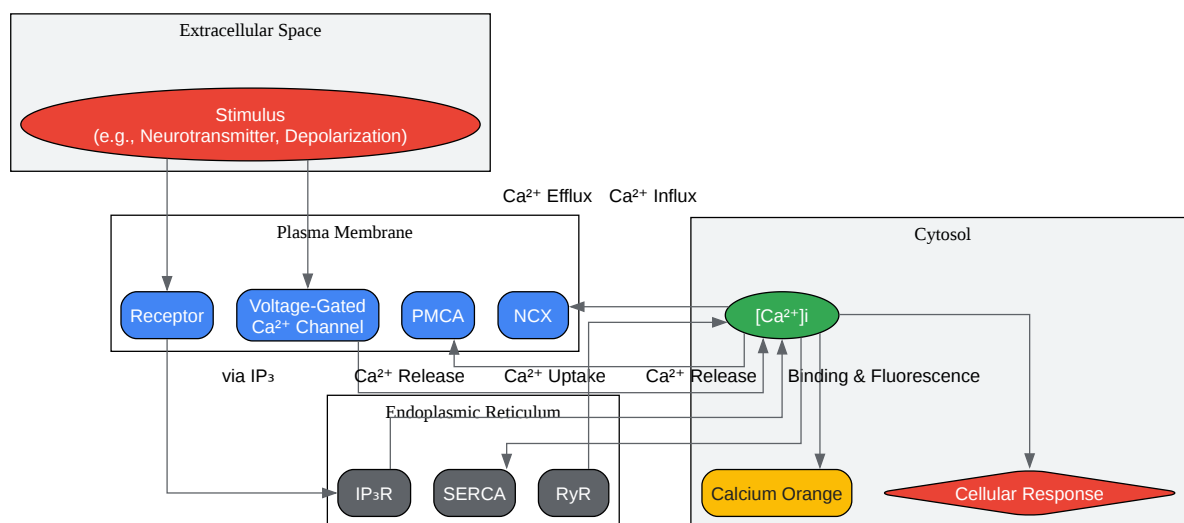 Extracellular Space
Stimulus
(e.g., Neurotransmitter, Depolarization)
Ca²⁺ Efflux Ca²⁺ Influx
Plasma Membrane
Cytosol
Receptor
Voltage-Gated
Ca²⁺ Channel
PMCA
NCX
[Ca²⁺]i
via IP₃
Ca²⁺ Release
Ca²⁺ Uptake
Ca²⁺ Release
Binding & Fluorescence
Endoplasmic Reticulum
IP₃R
SERCA
RyR
Calcium Orange
Cellular Response